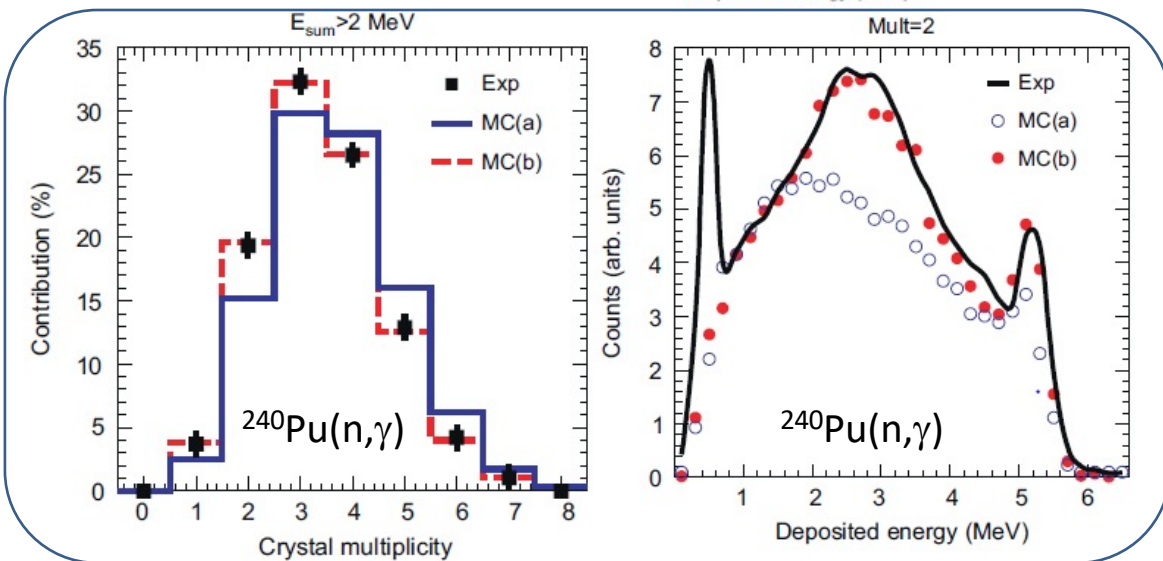 E_sum>2 MeV
35
30
25
20
15
10
5
0
Contribution (%)
Exp
MC(a)
MC(b)
²⁴⁰Pu(n,γ)
0 1 2 3 4 5 6 7 8
Crystal multiplicity
Mult=2
8
7
6
5
4
3
2
1
0
Counts (arb. units)
Exp
MC(a)
MC(b)
²⁴⁰Pu(n,γ)
1 2 3 4 5 6
Deposited energy (MeV)